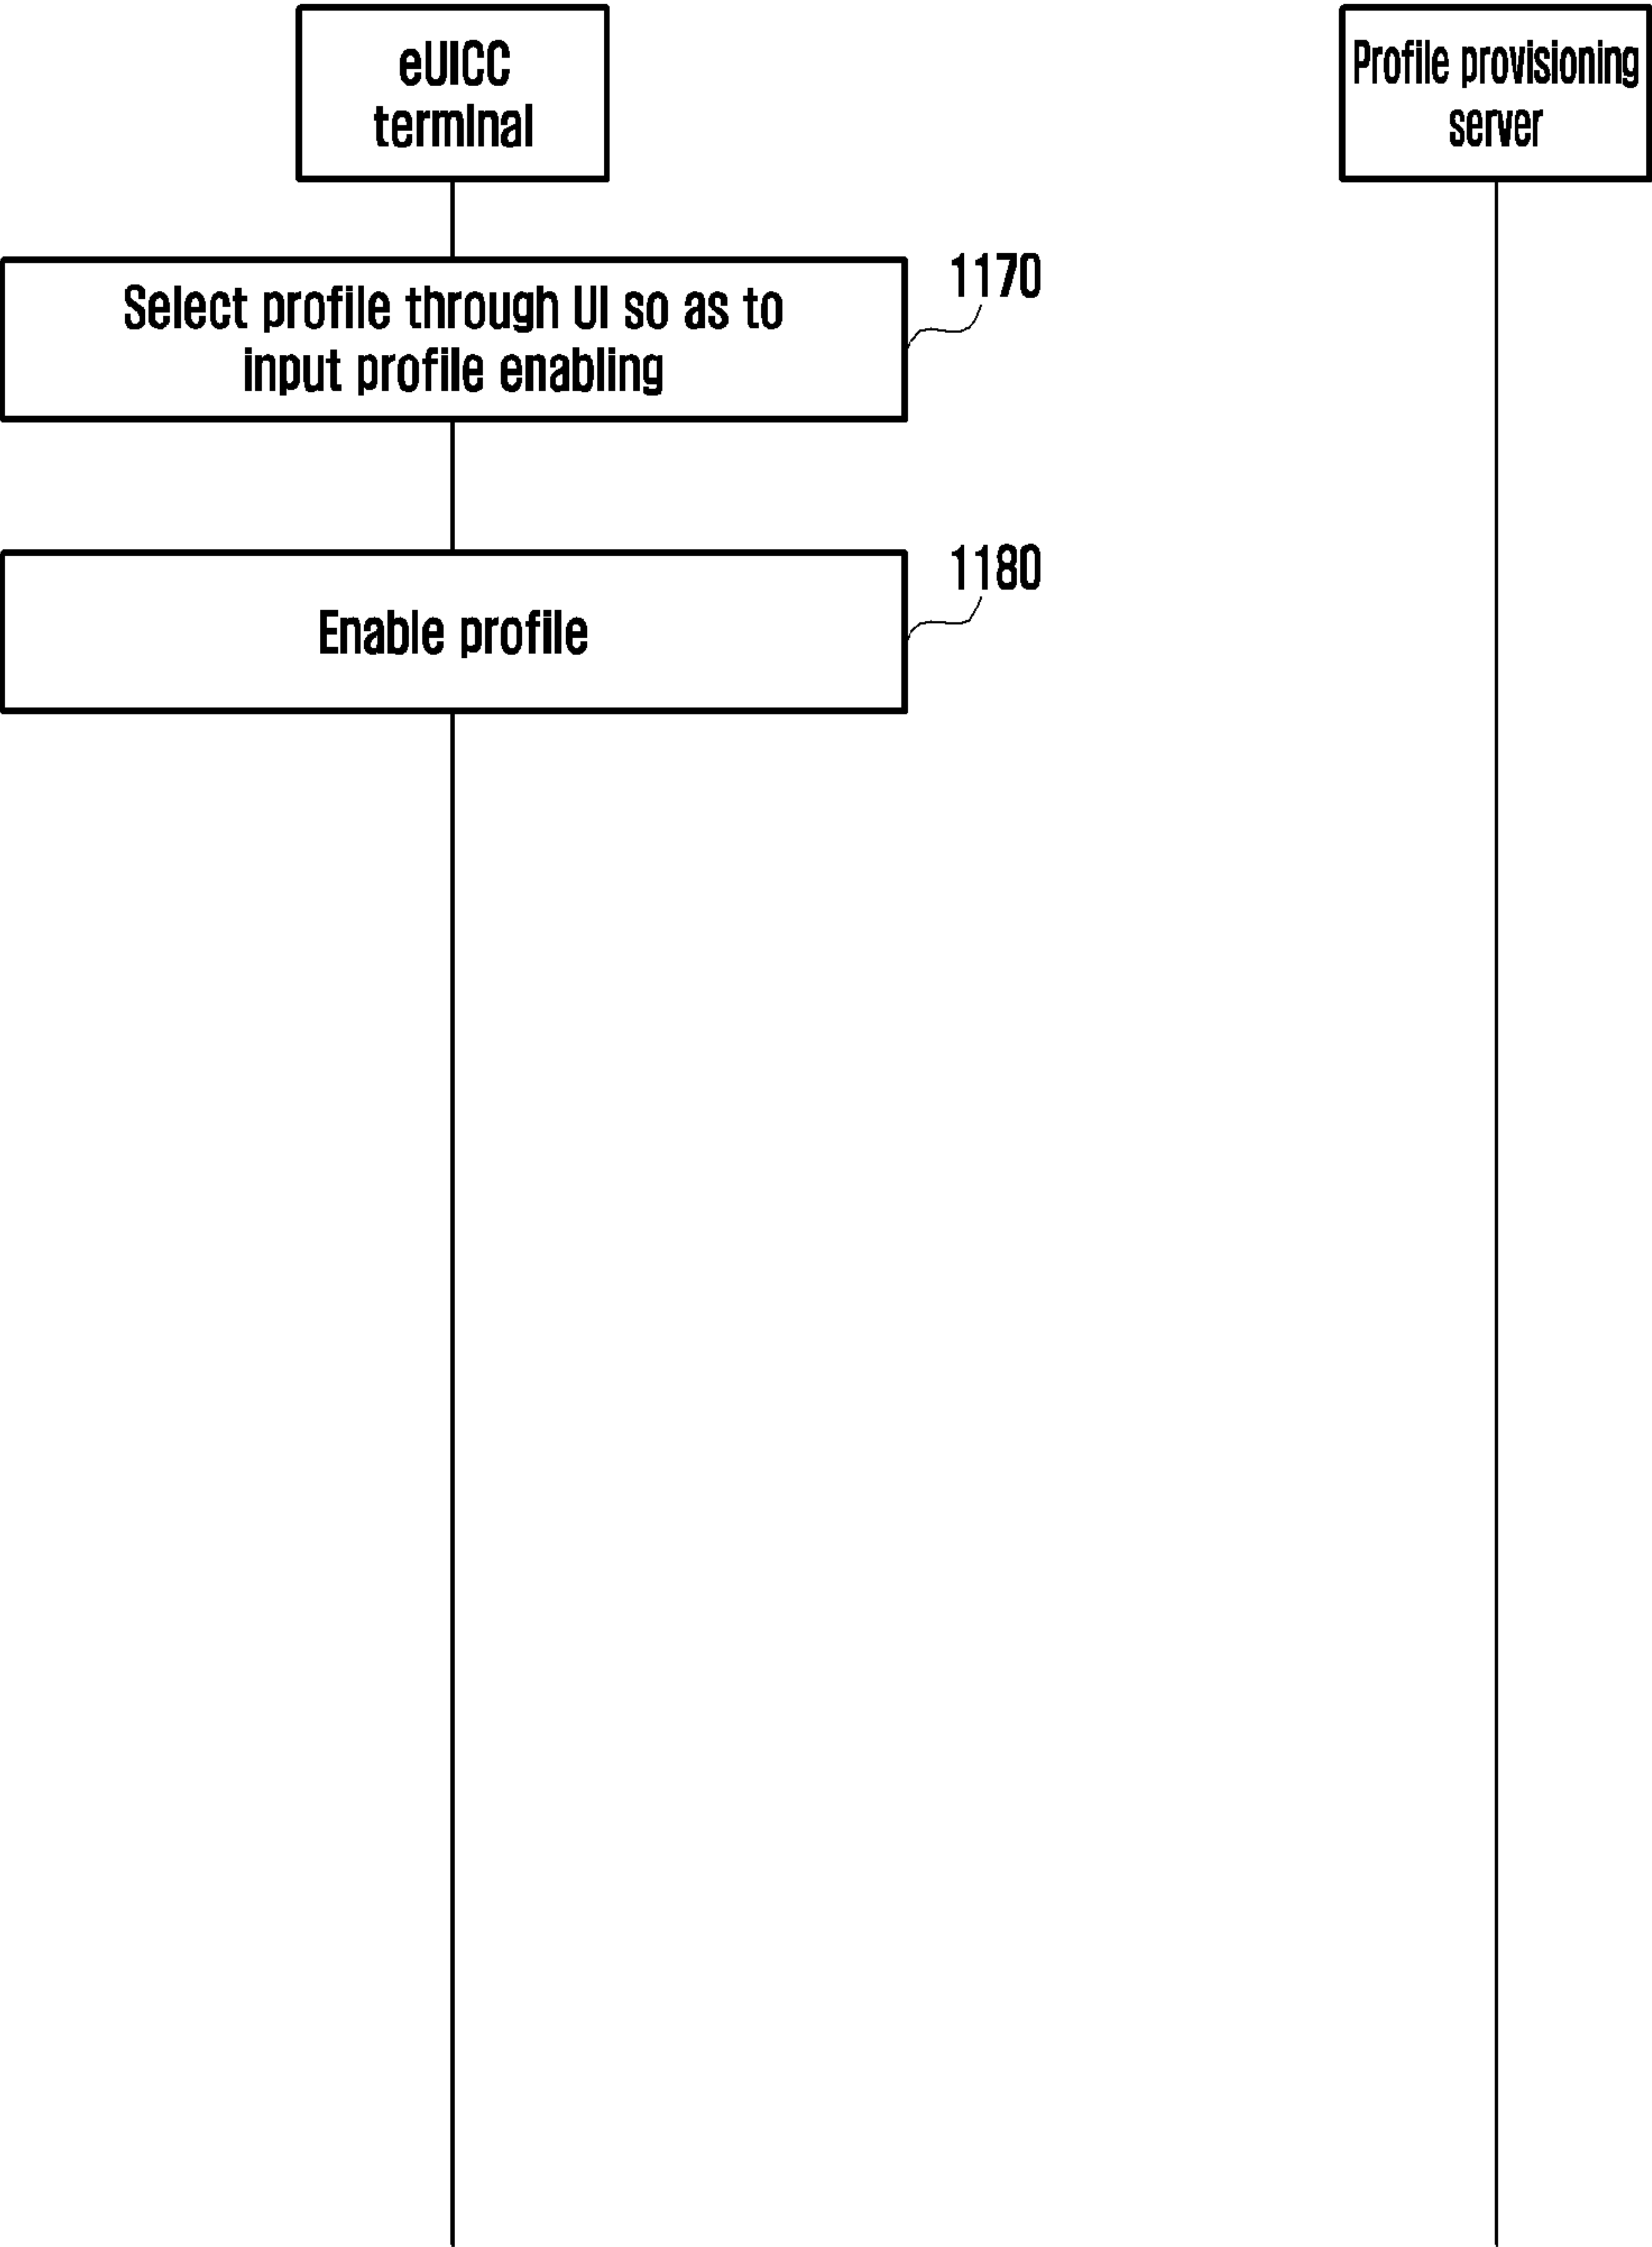 eUICC
terminal
Profile provisioning
server
1170
Select profile through UI so as to
input profile enabling
1180
Enable profile